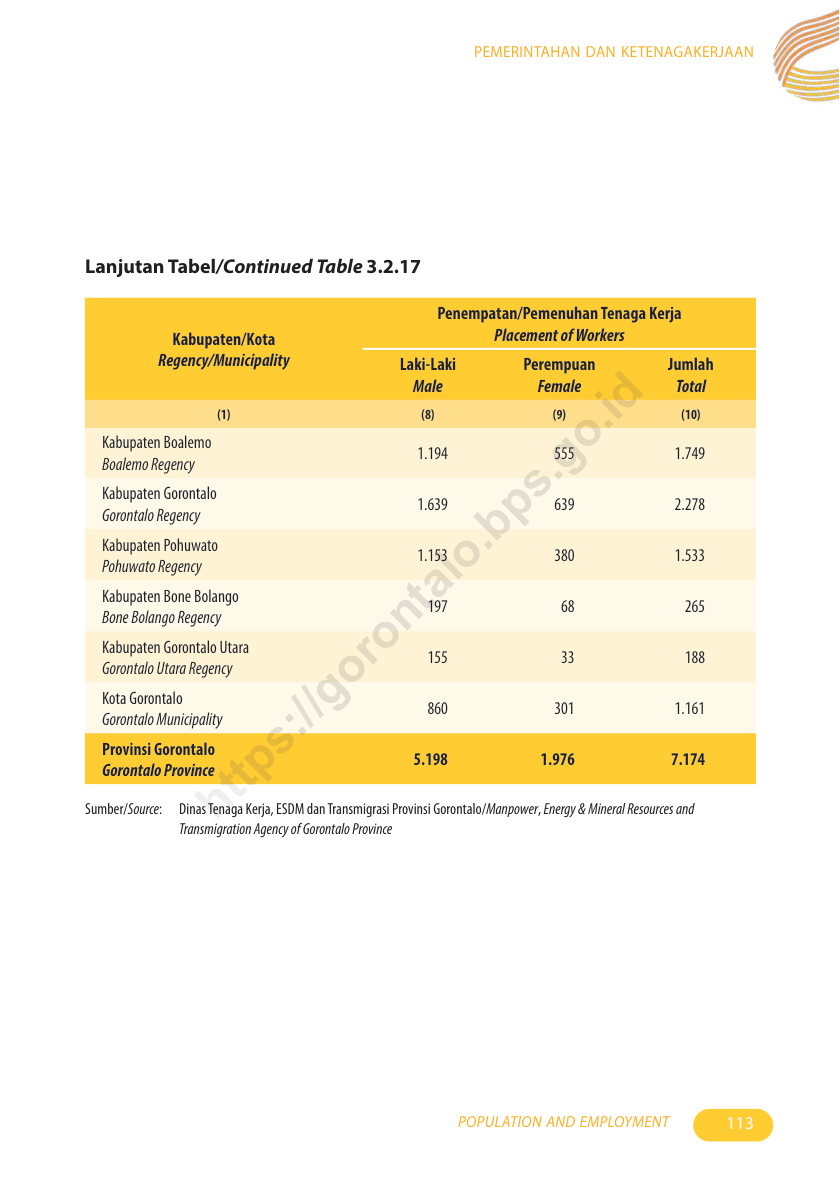 PEMERINTAHAN DAN KETENAGAKERJAAN
Lanjutan Tabel/Continued Table 3.2.17
Kabupaten/Kota
Regency/Municipality
Penempatan/Pemenuhan Tenaga Kerja
Placement of Workers
Laki-Laki Perempuan Jumlah
Male Female Total
(1) (8) (9) (10)
Kabupaten Boalemo
Boalemo Regency
1.194 555 1.749
Kabupaten Gorontalo
Gorontalo Regency
1.639 639 2.278
Kabupaten Pohuwato
Pohuwato Regency
1.153 380 1.533
Kabupaten Bone Bolango
Bone Bolango Regency
197 68 265
Kabupaten Gorontalo Utara
Gorontalo Utara Regency
155 33 188
Kota Gorontalo
Gorontalo Municipality
860 301 1.161
Provinsi Gorontalo
Gorontalo Province
5.198 1.976 7.174
Sumber/Source: Dinas Tenaga Kerja, ESDM dan Transmigrasi Provinsi Gorontalo/Manpower, Energy & Mineral Resources and
Transmigration Agency of Gorontalo Province
https://gorontalo.bps.go.id
POPULATION AND EMPLOYMENT 113